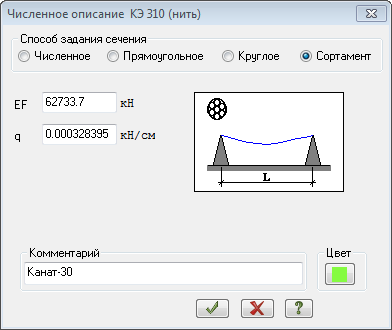 Численное описание КЭ 310 (нить)
Способ задания сечения
Численное Прямоугольное Круглое Сортамент
EF 62733.7 кН
q 0.000328395 кН/см
L
Комментарий Цвет
Канат-30